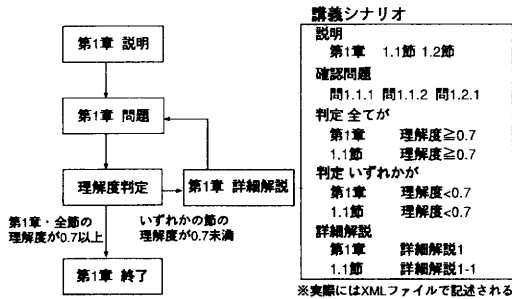 第1章 説明
第1章 問題
理解度判定
第1章 詳細解説
第1章・全節の
理解度が0.7以上
いずれかの節の
理解度が0.7未満
第1章 終了
講義シナリオ
説明
第1章 1.1節 1.2節
確認問題
問1.1.1 問1.1.2 問1.2.1
判定 全てが
第1章 理解度≧0.7
1.1節 理解度≧0.7
判定 いずれかが
第1章 理解度<0.7
1.1節 理解度<0.7
詳細解説
第1章 詳細解説1
1.1節 詳細解説1-1
※実際にはXMLファイルで記述される